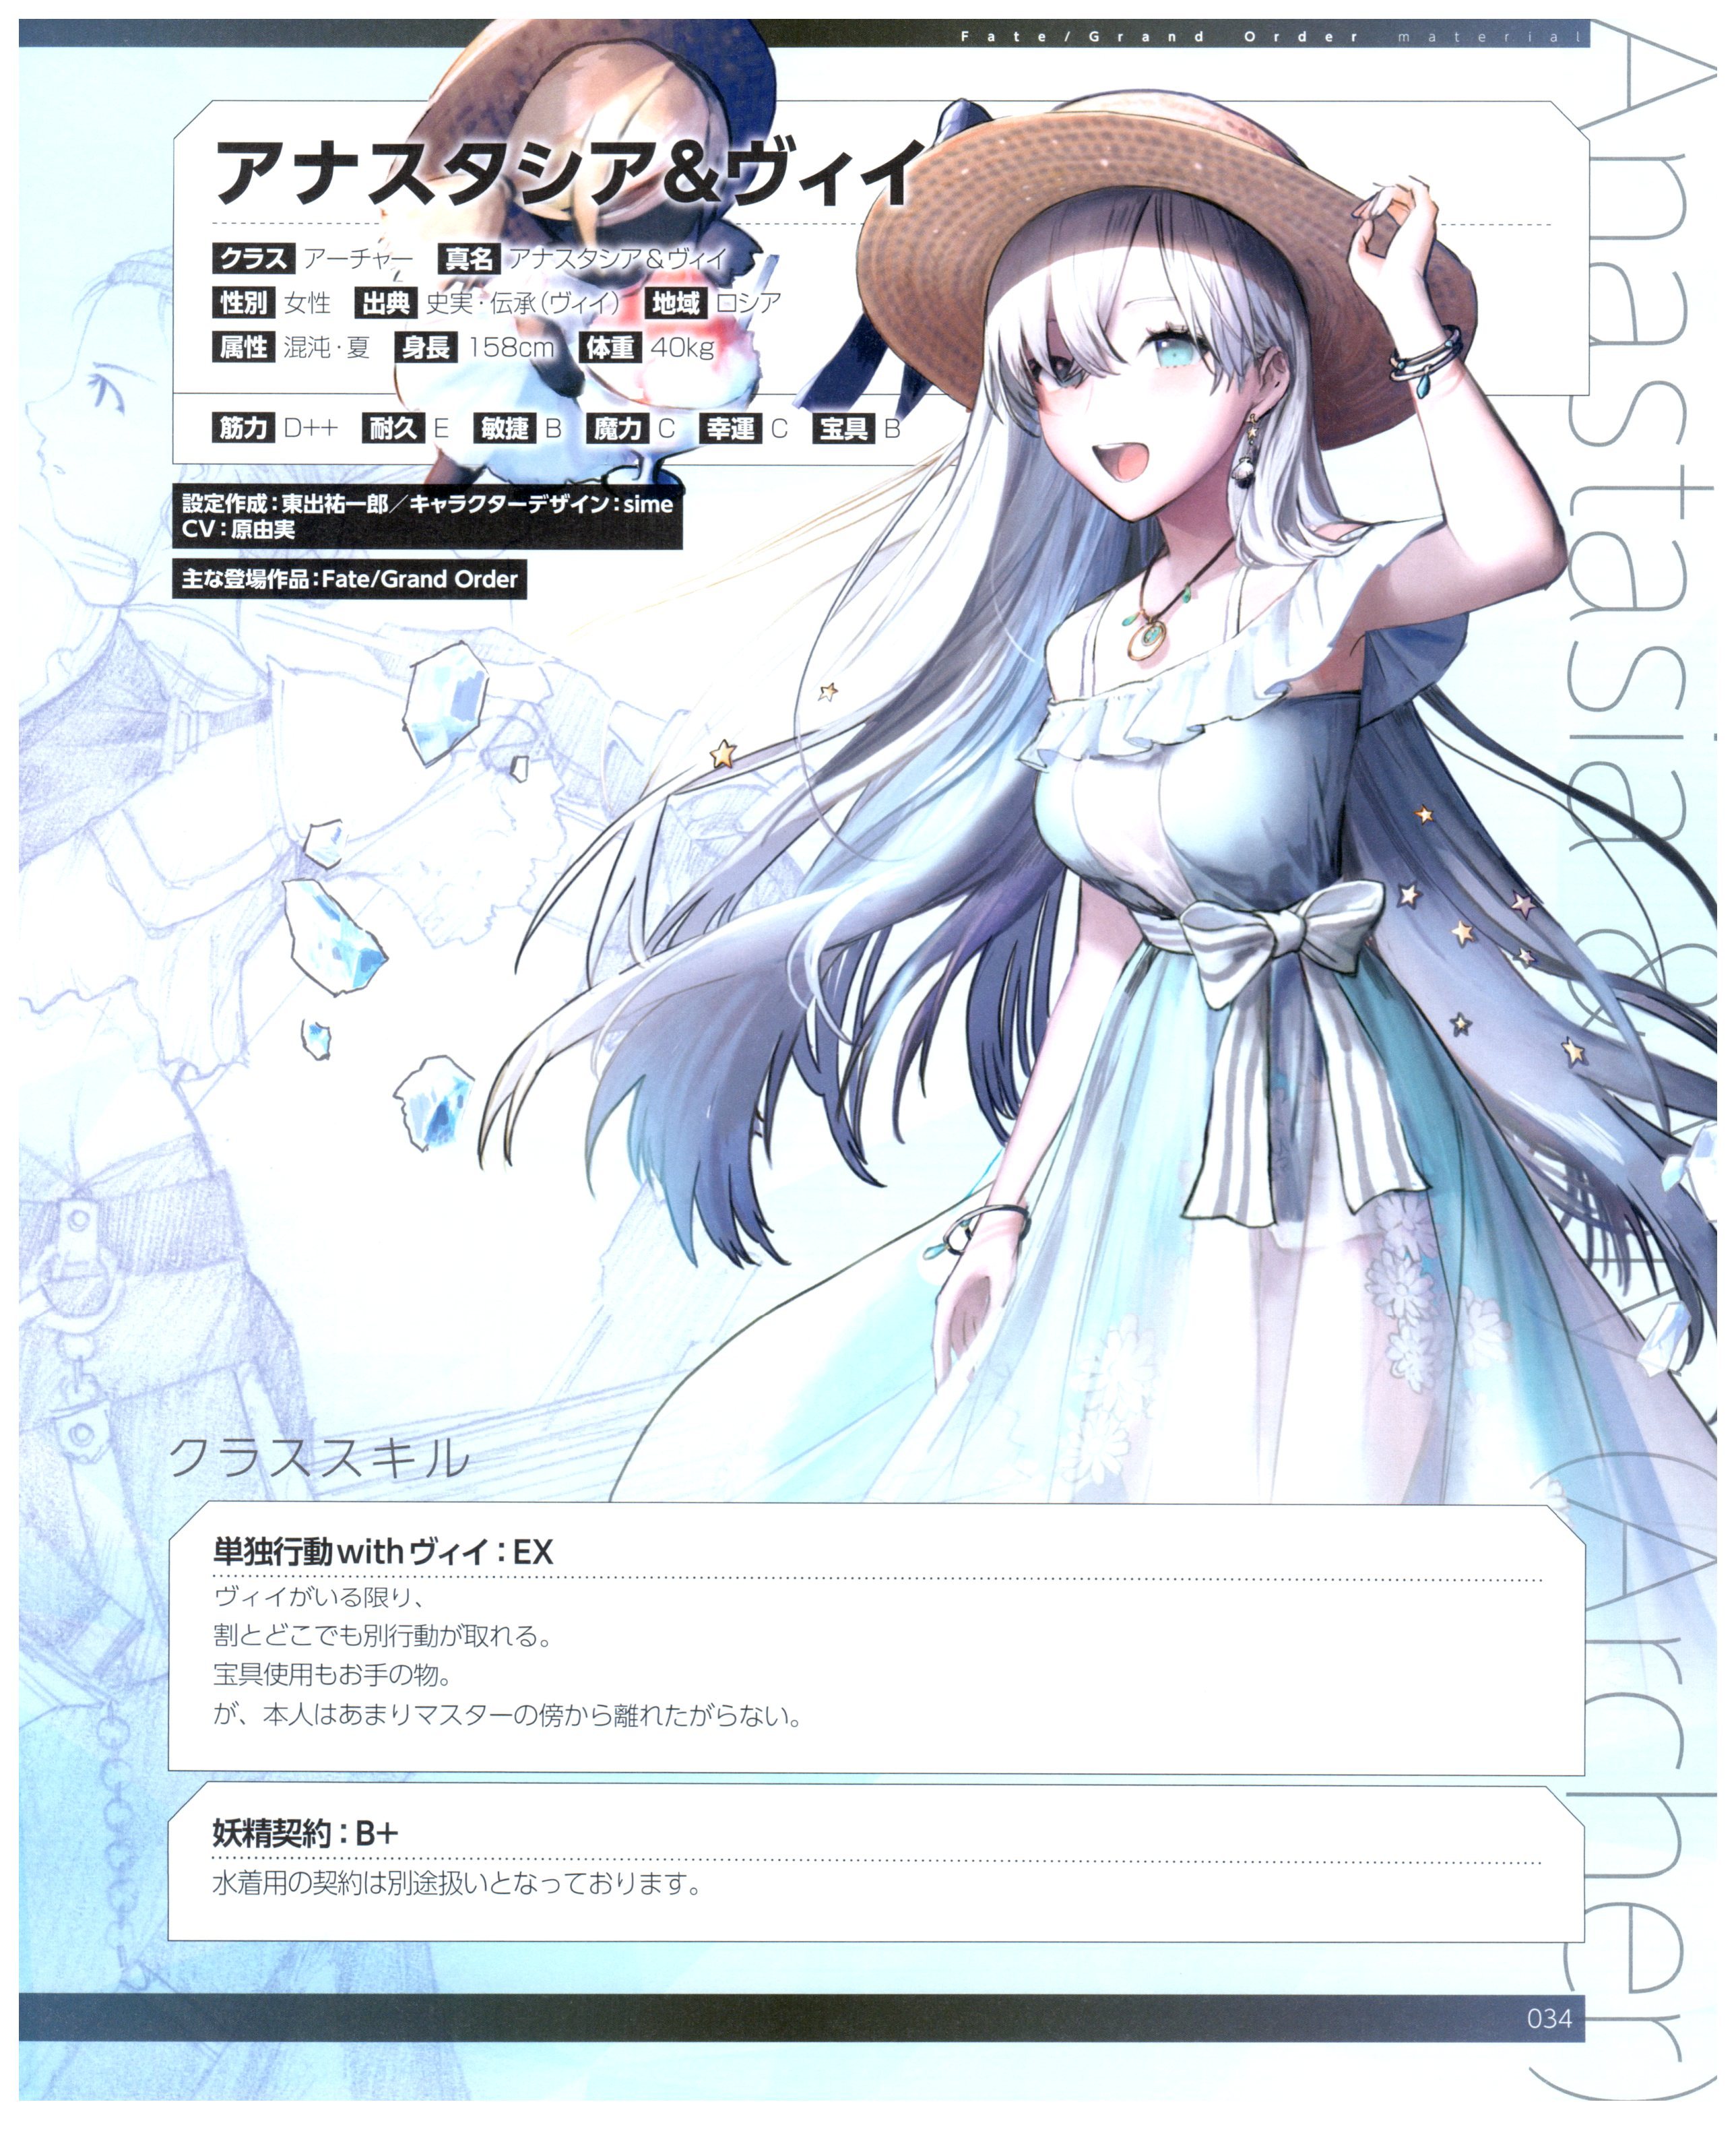 Fate/Grand Order material
アナスタシア&ヴィイ
クラス アーチャー 真名 アナスタシア&ヴィイ
性別 女性 出典 史実・伝承(ヴィイ) 地域 ロシア
属性 混沌・夏 身長 158cm 体重 40kg
筋力 D++ 耐久 E 敏捷 B 魔力 C 幸運 C 宝具 B
設定作成:東出祐一郎/キャラクターデザイン:sime
CV:原由実
主な登場作品:Fate/Grand Order
クラススキル
単独行動withヴィイ:EX
ヴィイがいる限り、
割とどこでも別行動が取れる。
宝具使用もお手の物。
が、本人はあまりマスターの傍から離れたがらない。
妖精契約:B+
水着用の契約は別途扱いとなっております。
034
Anastasia & Viy (Archer)